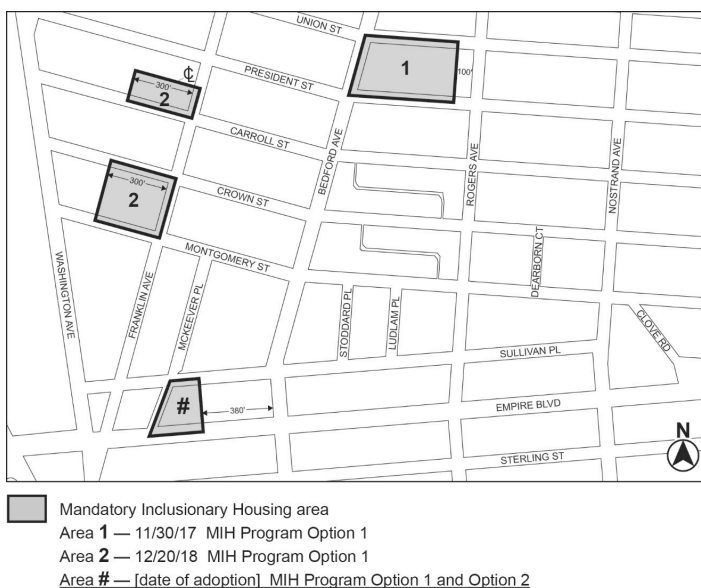 UNION ST
PRESIDENT ST
1
100'
℄
300'
2
CARROLL ST
BEDFORD AVE
ROGERS AVE
NOSTRAND AVE
300'
2
CROWN ST
MONTGOMERY ST
WASHINGTON AVE
FRANKLIN AVE
MCKEEVER PL
STODDARD PL
LUDLAM PL
DEARBORN CT
CLOVE RD
SULLIVAN PL
#
380'
EMPIRE BLVD
STERLING ST
N
Mandatory Inclusionary Housing area
Area 1 — 11/30/17 MIH Program Option 1
Area 2 — 12/20/18 MIH Program Option 1
Area # — [date of adoption] MIH Program Option 1 and Option 2